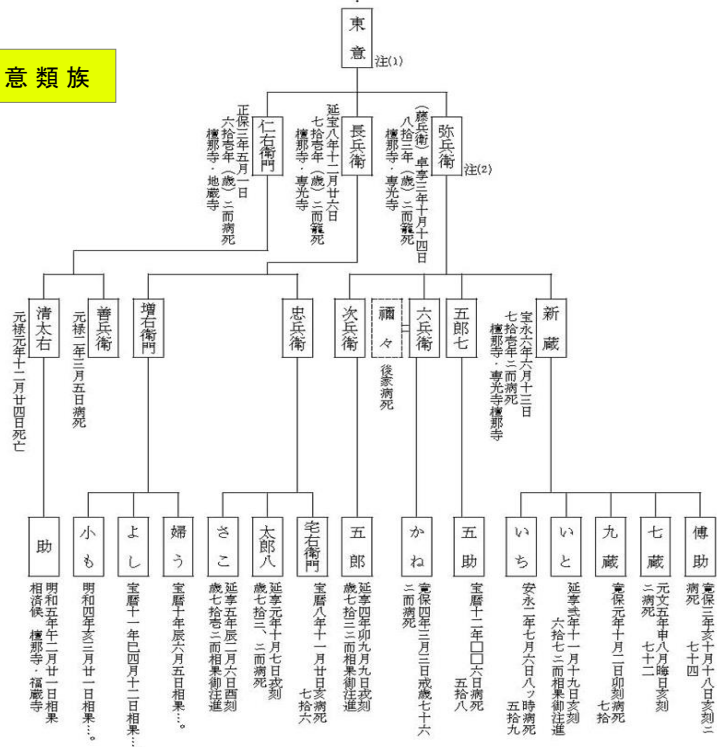 意類族
東意
注(1)
弥兵衛
注(2)
(藤兵衛) 卓享三年十月十四日
八拾三年(歳)ニ而籠死
檀那寺・専光寺
長兵衛
延宝八年十二月廿六日
七拾壱年(歳)ニ而籠死
檀那寺・専光寺
仁右衛門
正保三年五月一日
六拾壱年(歳)ニ而病死
檀那寺・地蔵寺
新蔵
宝永六年六月十三日
七拾壱年ニ而病死
檀那寺・専光寺檀那寺
五郎七
六兵衛
禰々
後家病死
次兵衛
忠兵衛
増右衛門
善兵衛
元禄二年三月五日病死
清太右
元禄元年十二月廿四日死亡
傅助
寛保三年亥十月十八日亥刻ニ
病死 七十四
七蔵
元文五年申八月晦日亥刻
ニ病死 七十二
九蔵
寛保元年十月二日卯刻病死
七拾
いと
延享弐年十一月十九日亥刻
六拾七ニ而相果御注進
いち
安永二年七月六日八ッ時病死
五拾九
五助
宝暦十二年□□六日病死
五拾八
かね
寛保四年三月三日戒歳七十六
ニ而病死
五郎
延享四年卯九月九日戌刻
歳七拾三ニ而相果御注進
宅右衛門
宝暦八年十一月廿日亥病死
七拾六
太郎八
延享元年十月七日戌刻
歳七拾三、ニ而病死
さこ
延享五年辰二月六日酉刻
歳七拾壱ニ而相果御注進
婦う
宝暦十年辰六月五日相果…。
よし
宝暦十一年巳四月十二日相果…
小も
明和四年亥三月廿一日相果…。
助
明和五年午二月廿一日相果
相済候 檀那寺・福蔵寺